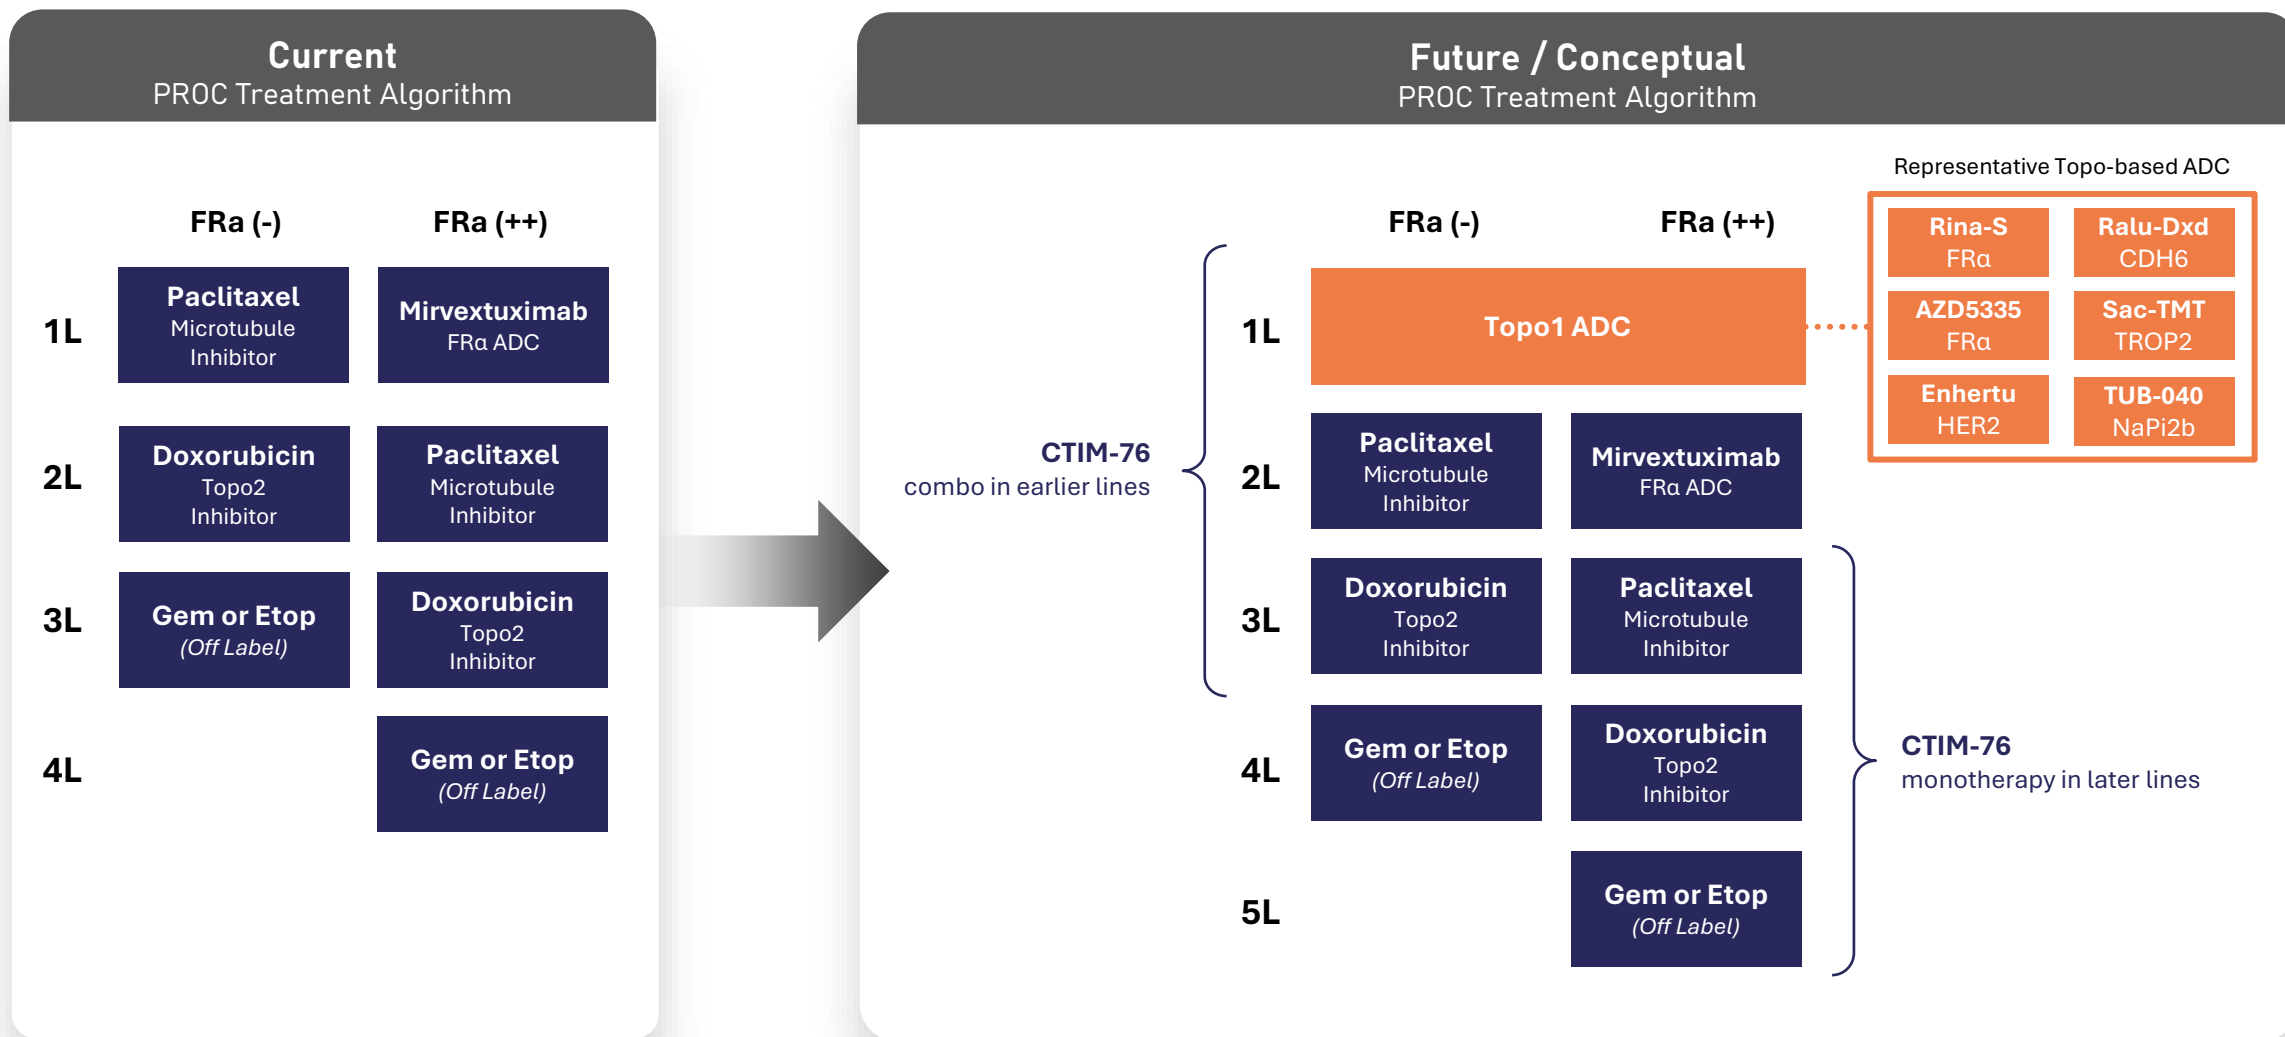 Current
PROC Treatment Algorithm
FRa (-)
FRa (++)
1L
Paclitaxel
Microtubule
Inhibitor
Mirvextuximab
FRα ADC
2L
Doxorubicin
Topo2
Inhibitor
Paclitaxel
Microtubule
Inhibitor
3L
Gem or Etop
(Off Label)
Doxorubicin
Topo2
Inhibitor
4L
Gem or Etop
(Off Label)
Future / Conceptual
PROC Treatment Algorithm
Representative Topo-based ADC
Rina-S
FRα
Ralu-Dxd
CDH6
AZD5335
FRα
Sac-TMT
TROP2
Enhertu
HER2
TUB-040
NaPi2b
FRa (-)
FRa (++)
1L
Topo1 ADC
CTIM-76
combo in earlier lines
2L
Paclitaxel
Microtubule
Inhibitor
Mirvextuximab
FRα ADC
3L
Doxorubicin
Topo2
Inhibitor
Paclitaxel
Microtubule
Inhibitor
4L
Gem or Etop
(Off Label)
Doxorubicin
Topo2
Inhibitor
CTIM-76
monotherapy in later lines
5L
Gem or Etop
(Off Label)